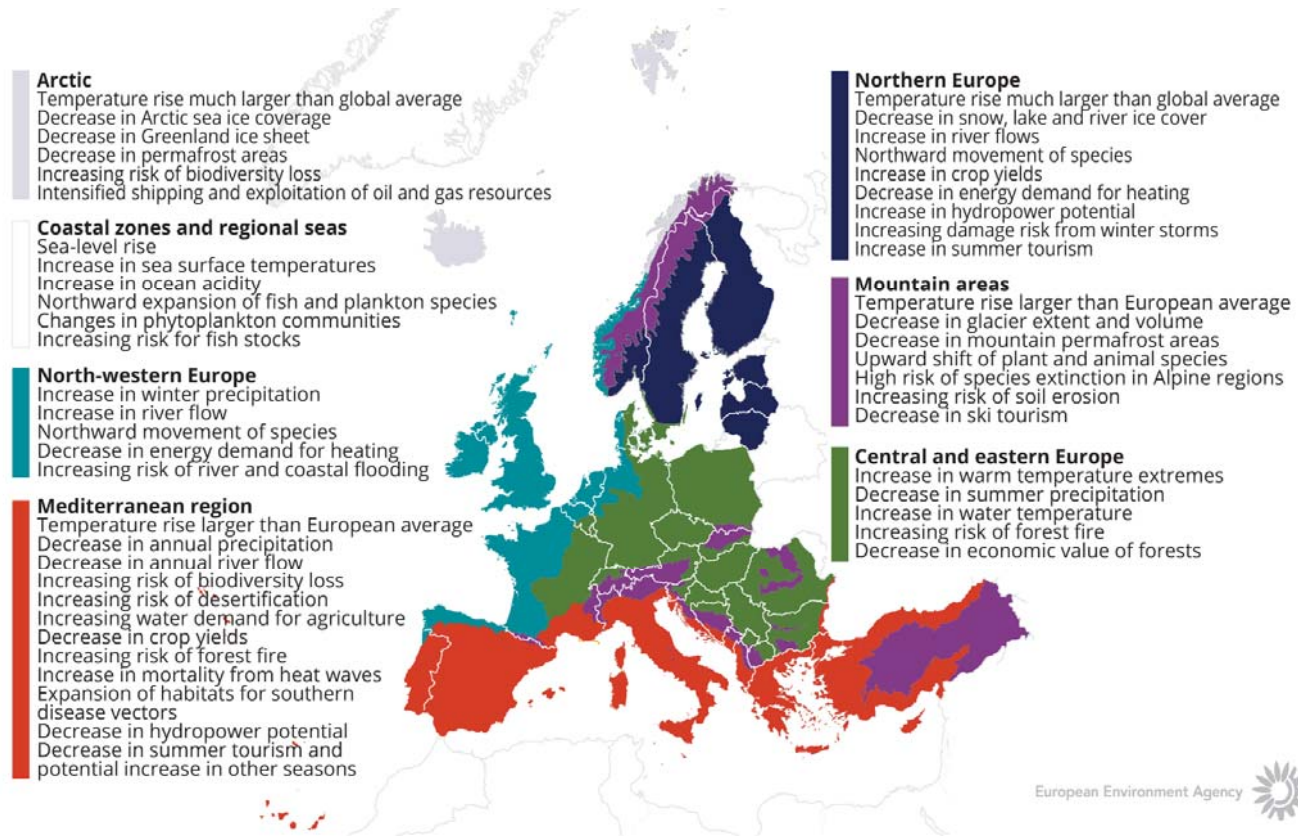 Arctic
Temperature rise much larger than global average
Decrease in Arctic sea ice coverage
Decrease in Greenland ice sheet
Decrease in permafrost areas
Increasing risk of biodiversity loss
Intensified shipping and exploitation of oil and gas resources
Coastal zones and regional seas
Sea-level rise
Increase in sea surface temperatures
Increase in ocean acidity
Northward expansion of fish and plankton species
Changes in phytoplankton communities
Increasing risk for fish stocks
North-western Europe
Increase in winter precipitation
Increase in river flow
Northward movement of species
Decrease in energy demand for heating
Increasing risk of river and coastal flooding
Mediterranean region
Temperature rise larger than European average
Decrease in annual precipitation
Decrease in annual river flow
Increasing risk of biodiversity loss
Increasing risk of desertification
Increasing water demand for agriculture
Decrease in crop yields
Increasing risk of forest fire
Increase in mortality from heat waves
Expansion of habitats for southern
disease vectors
Decrease in hydropower potential
Decrease in summer tourism and
potential increase in other seasons
Northern Europe
Temperature rise much larger than global average
Decrease in snow, lake and river ice cover
Increase in river flows
Northward movement of species
Increase in crop yields
Decrease in energy demand for heating
Increase in hydropower potential
Increasing damage risk from winter storms
Increase in summer tourism
Mountain areas
Temperature rise larger than European average
Decrease in glacier extent and volume
Decrease in mountain permafrost areas
Upward shift of plant and animal species
High risk of species extinction in Alpine regions
Increasing risk of soil erosion
Decrease in ski tourism
Central and eastern Europe
Increase in warm temperature extremes
Decrease in summer precipitation
Increase in water temperature
Increasing risk of forest fire
Decrease in economic value of forests
European Environment Agency